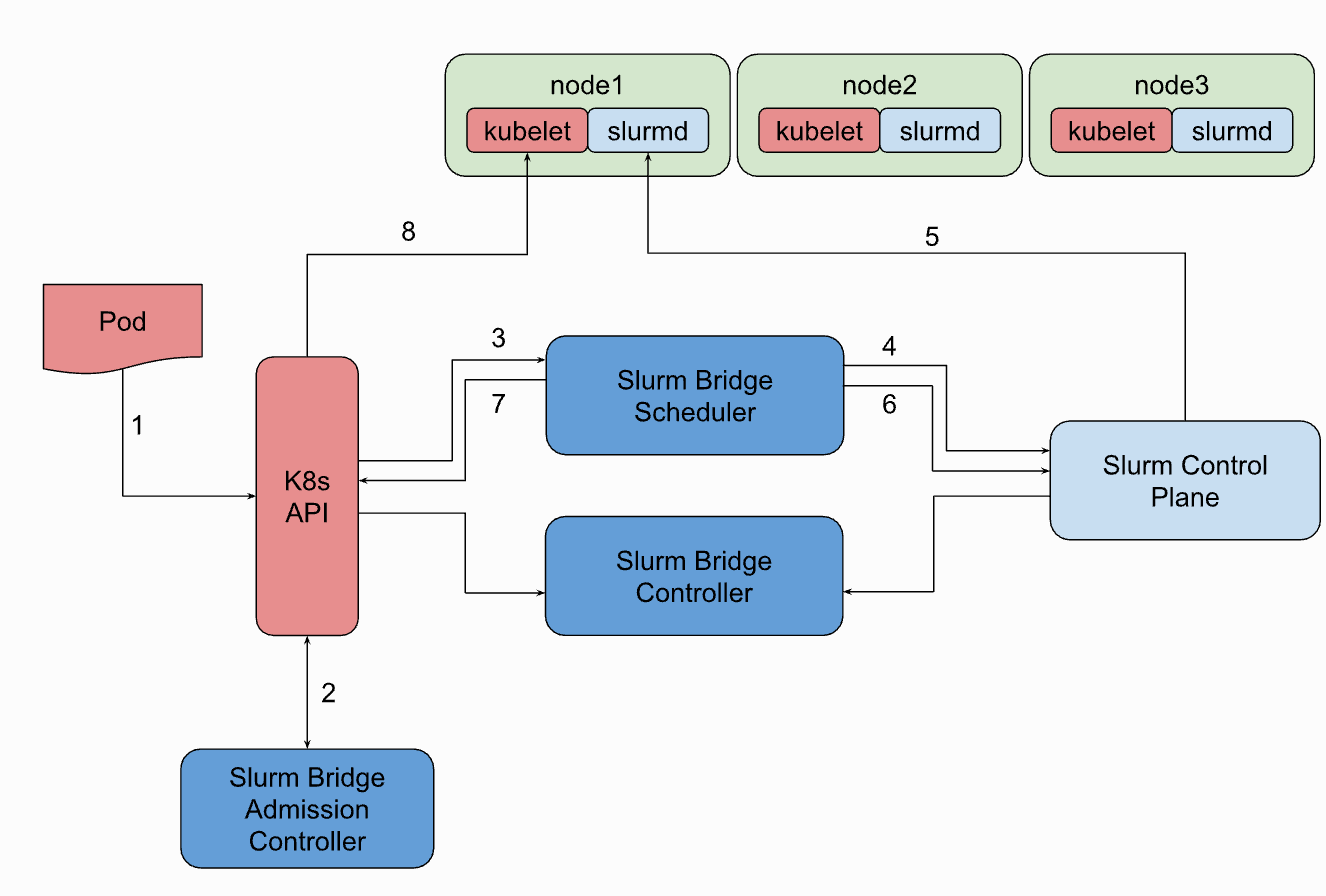 node1
kubelet
slurmd
node2
kubelet
slurmd
node3
kubelet
slurmd
8
5
Pod
1
3
7
4
6
Slurm Bridge
Scheduler
K8s
API
Slurm Control
Plane
Slurm Bridge
Controller
2
Slurm Bridge
Admission
Controller